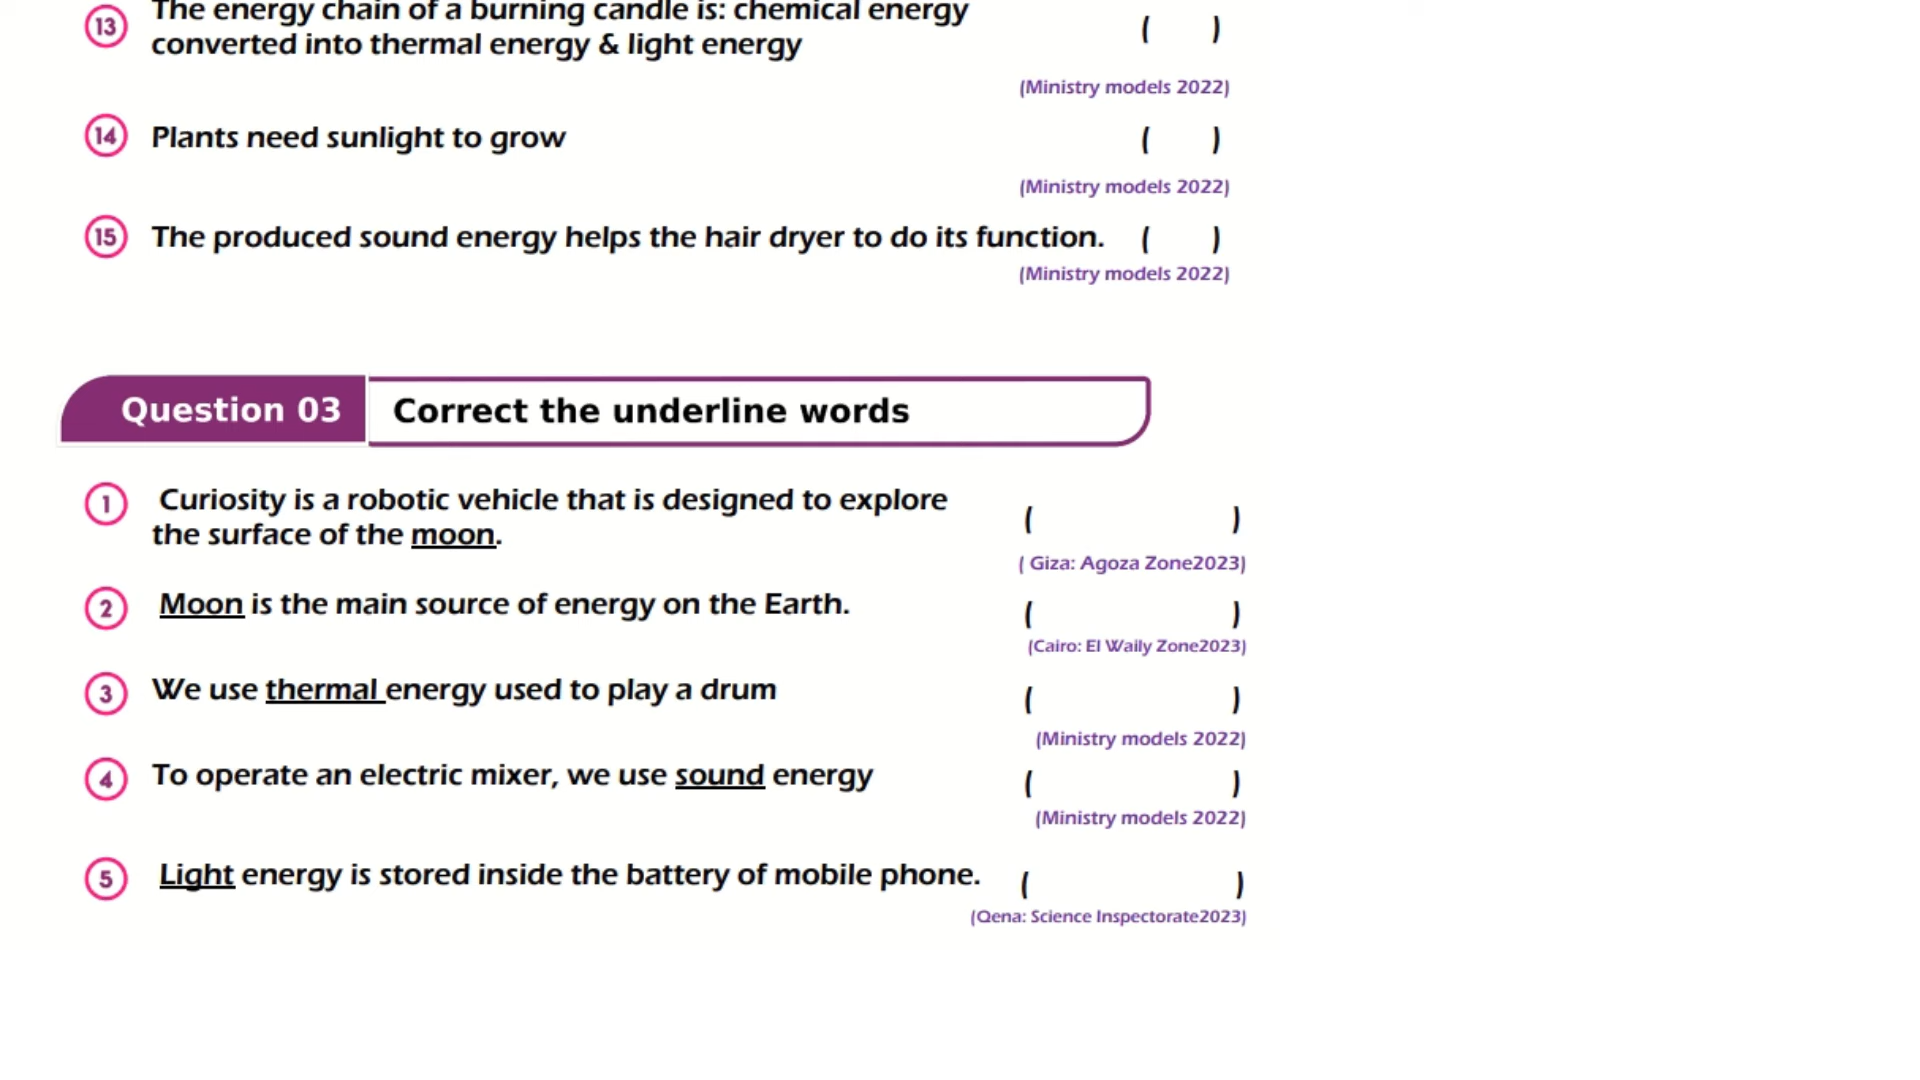 13 The energy chain of a burning candle is: chemical energy
converted into thermal energy & light energy ( )
(Ministry models 2022)
14 Plants need sunlight to grow ( )
(Ministry models 2022)
15 The produced sound energy helps the hair dryer to do its function. ( )
(Ministry models 2022)
Question 03 Correct the underline words
1 Curiosity is a robotic vehicle that is designed to explore
the surface of the moon. ( )
( Giza: Agoza Zone2023)
2 Moon is the main source of energy on the Earth. ( )
(Cairo: El Waily Zone2023)
3 We use thermal energy used to play a drum ( )
(Ministry models 2022)
4 To operate an electric mixer, we use sound energy ( )
(Ministry models 2022)
5 Light energy is stored inside the battery of mobile phone. ( )
(Qena: Science Inspectorate2023)